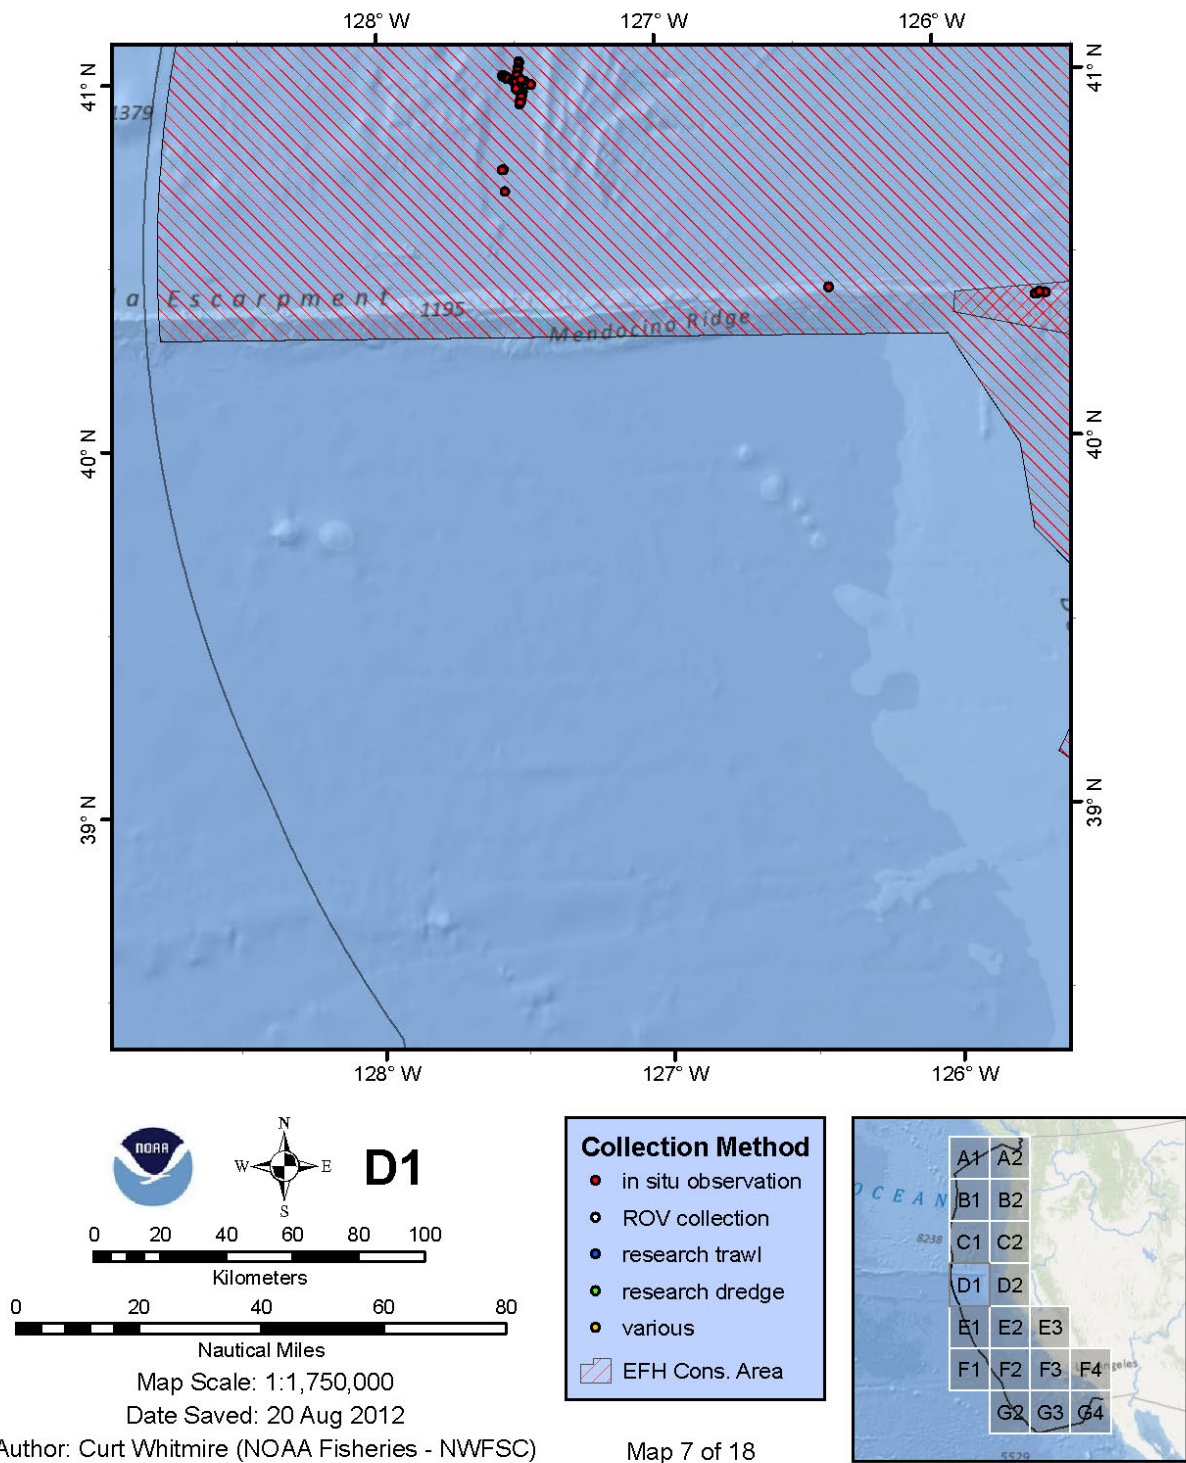 128° W 127° W 126° W
41° N 41° N
1379
la Escarpment
1195
Mendocino Ridge
40° N 40° N
39° N 39° N
128° W 127° W 126° W
NOAA
N
W E
S
D1
0 20 40 60 80 100
Kilometers
0 20 40 60 80
Nautical Miles
Map Scale: 1:1,750,000
Date Saved: 20 Aug 2012
Author: Curt Whitmire (NOAA Fisheries - NWFSC)
Collection Method
in situ observation
ROV collection
research trawl
research dredge
various
EFH Cons. Area
Map 7 of 18
A1 A2
OCEAN B1 B2
8238 C1 C2
D1 D2
E1 E2 E3
F1 F2 F3 F4
G2 G3 G4
5529